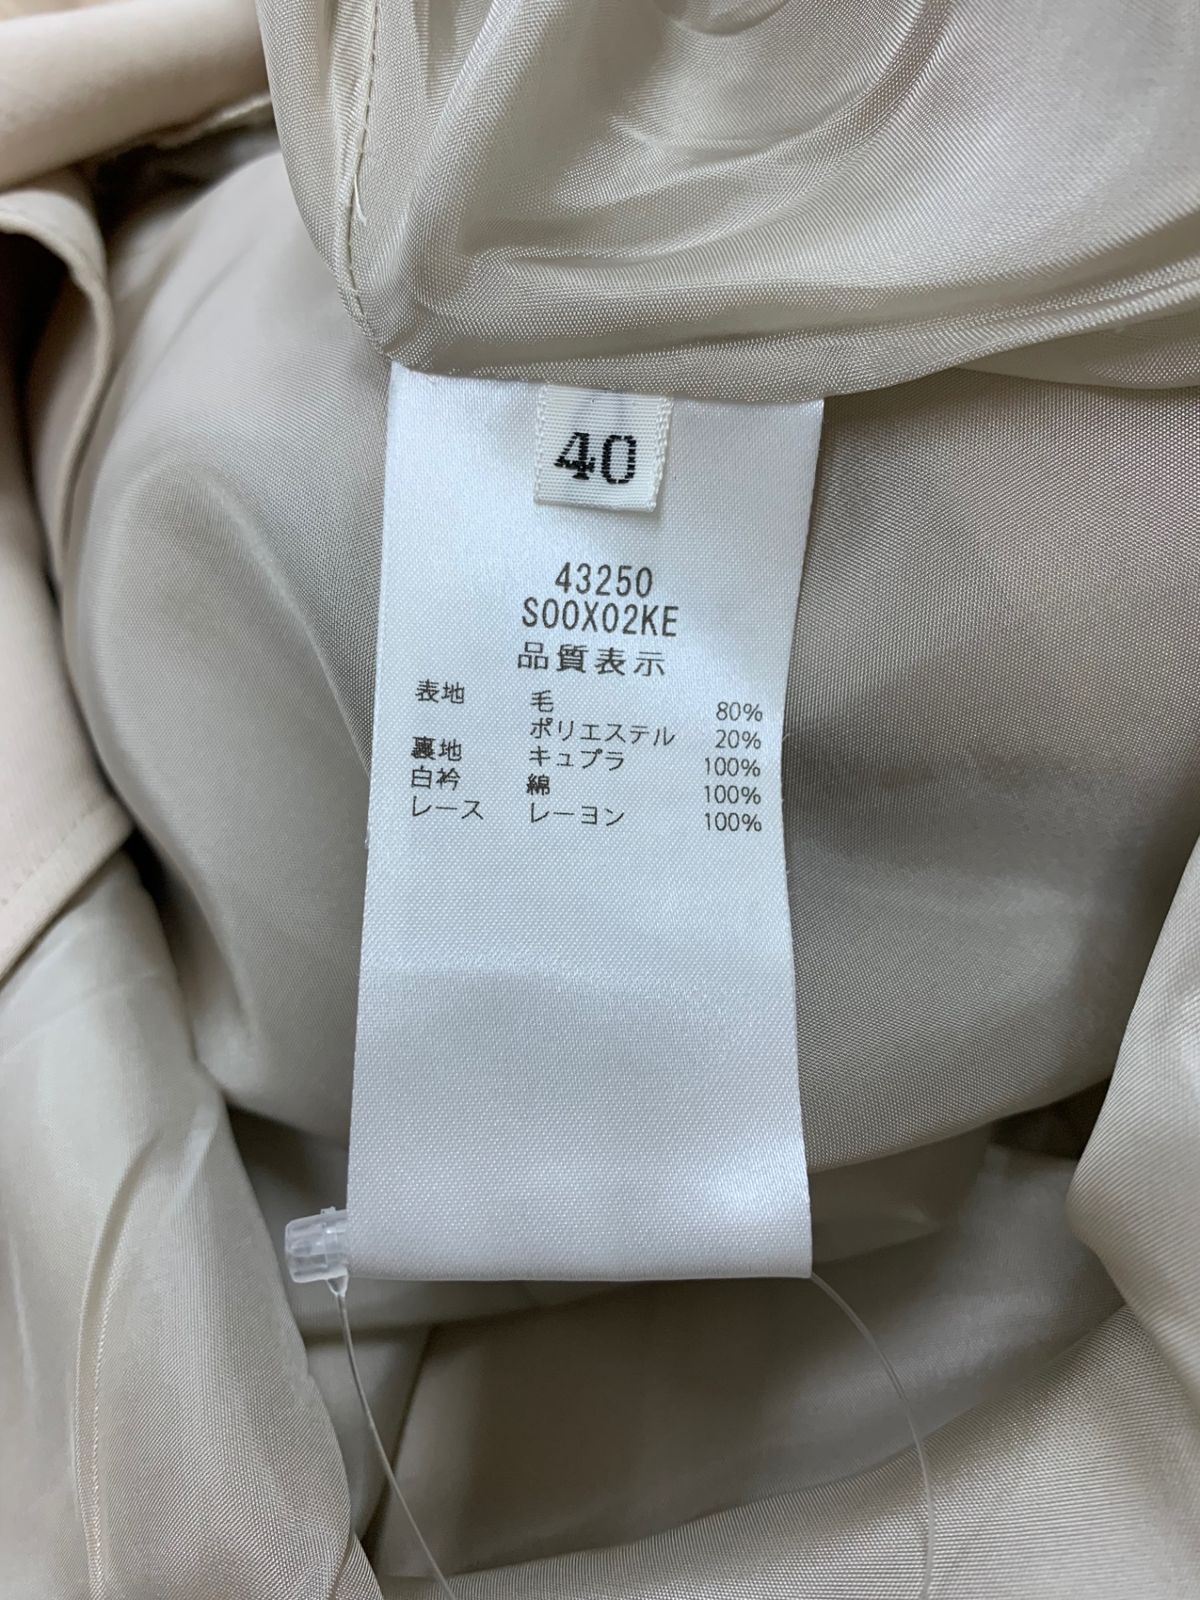 40
43250
S00X02KE
品質表示
表地 毛 80%
ポリエステル 20%
裏地 キュプラ 100%
白衿 綿 100%
レース レーヨン 100%